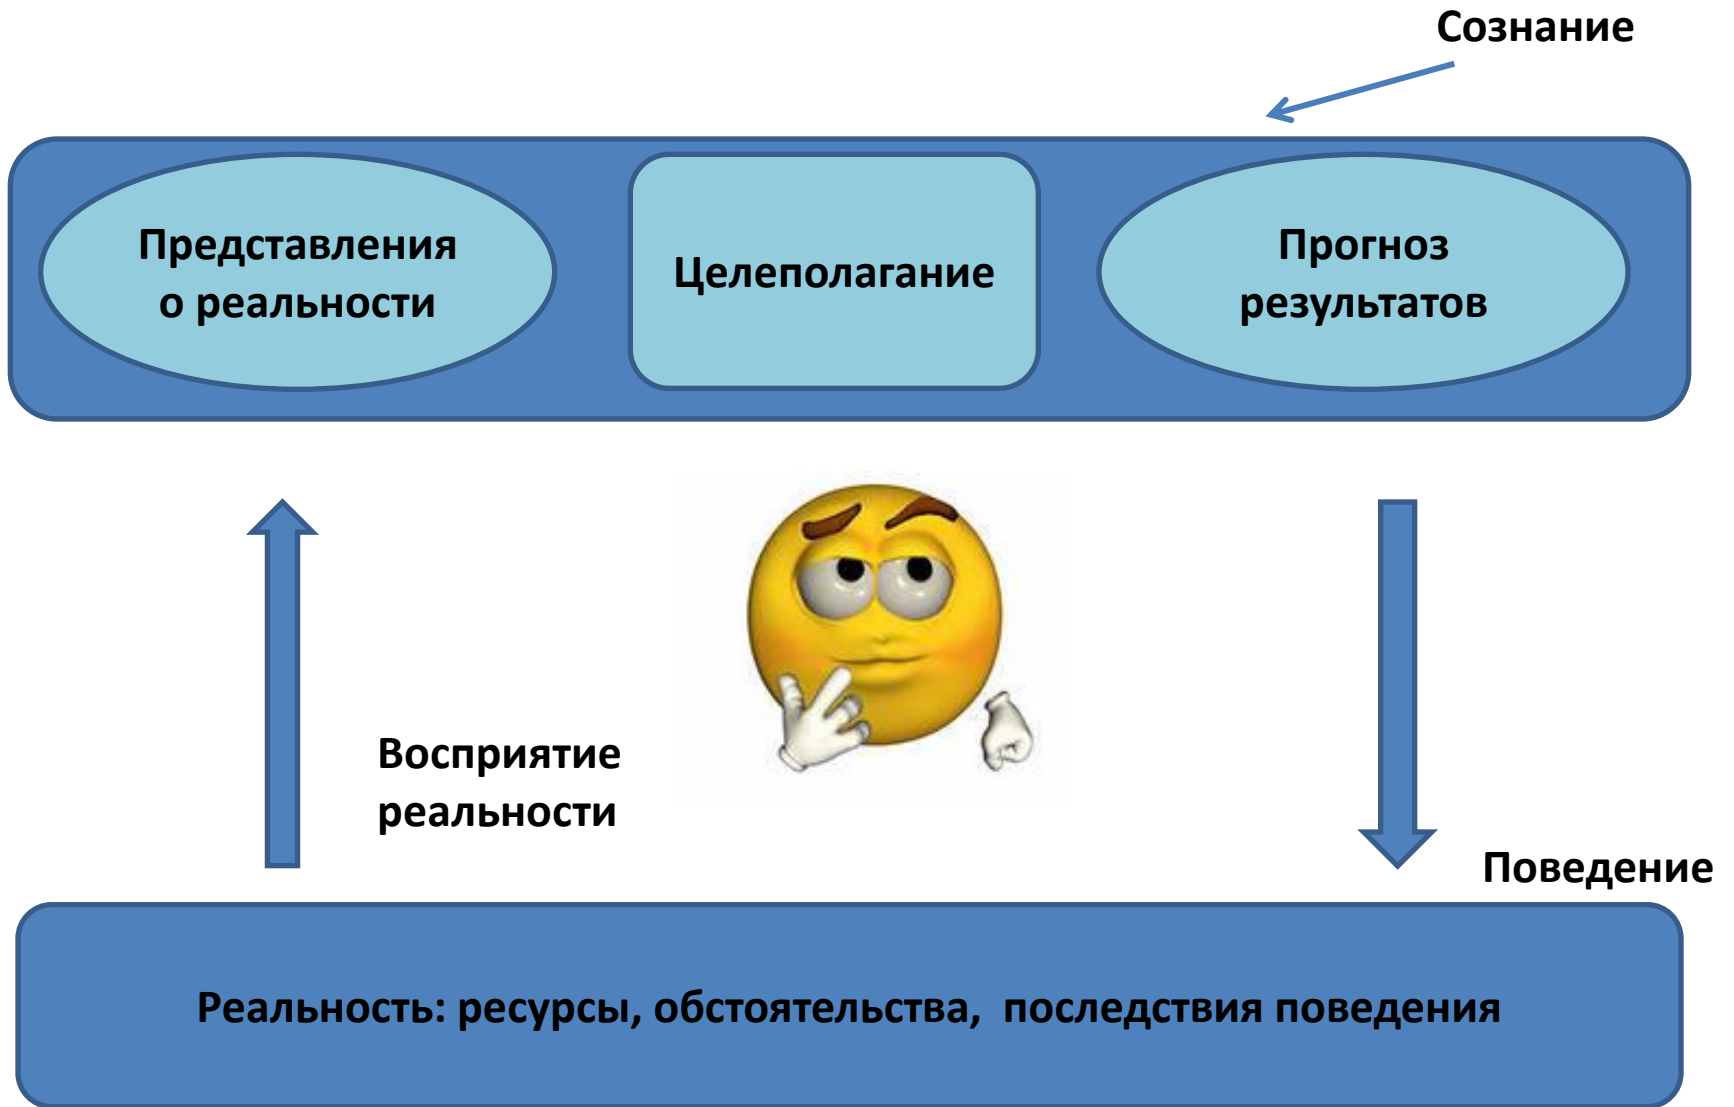 Сознание
Представления
о реальности
Целеполагание
Прогноз
результатов
Восприятие
реальности
Поведение
Реальность: ресурсы, обстоятельства,  последствия поведения